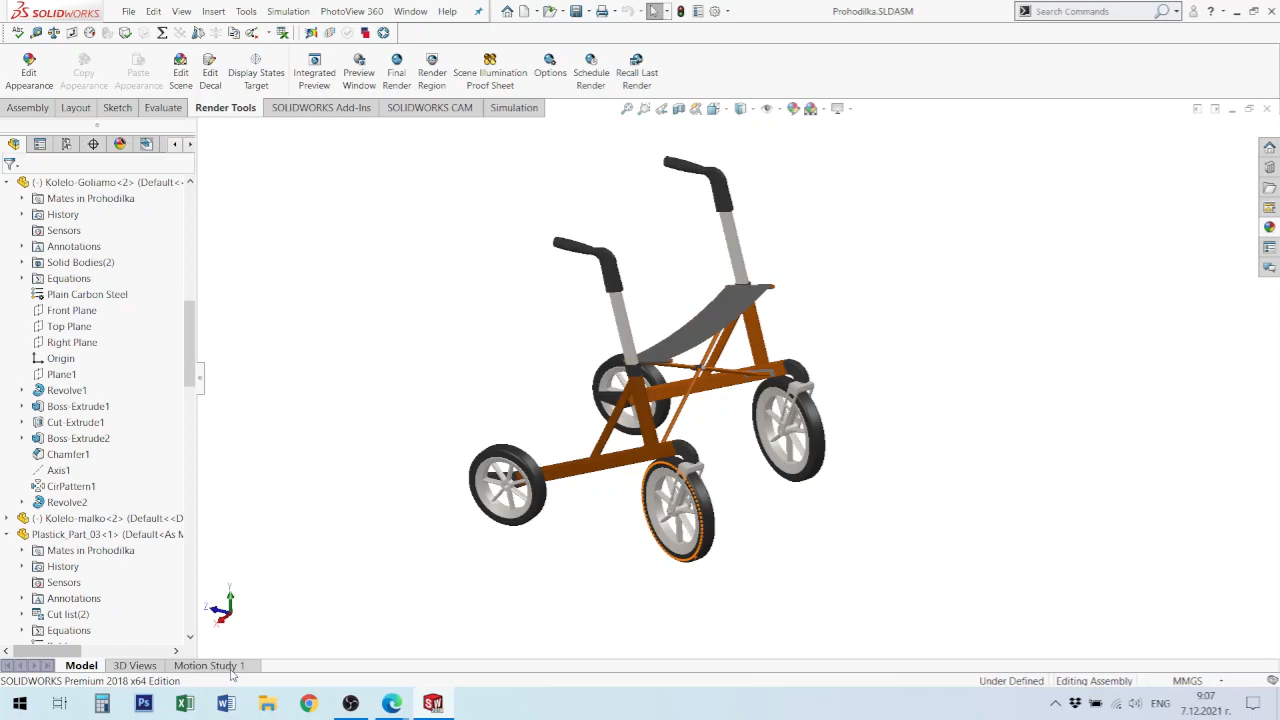 SOLIDWORKS File Edit View Insert Tools Simulation PhotoView 360 Window Help Prohodilka.SLDASM Search Commands ?
Edit Appearance
Copy Appearance
Paste Appearance
Edit Scene
Edit Decal
Display States Target
Integrated Preview
Preview Window
Final Render
Render Region
Scene Illumination Proof Sheet
Options
Schedule Render
Recall Last Render
Assembly Layout Sketch Evaluate Render Tools SOLIDWORKS Add-Ins SOLIDWORKS CAM Simulation
(-) Kolelo-Goliamo<2> (Default<
Mates in Prohodilka
History
Sensors
Annotations
Solid Bodies(2)
Equations
Plain Carbon Steel
Front Plane
Top Plane
Right Plane
Origin
Plane1
Revolve1
Boss-Extrude1
Cut-Extrude1
Boss-Extrude2
Chamfer1
Axis1
CirPattern1
Revolve2
(-) Kolelo-malko<2> (Default<<D
Plastick_Part_03<1> (Default<As M
Mates in Prohodilka
History
Sensors
Annotations
Cut list(2)
Equations
Y
Z
X
Model 3D Views Motion Study 1
SOLIDWORKS Premium 2018 x64 Edition Under Defined Editing Assembly MMGS
ЕНГ 9:07
7.12.2021 г.